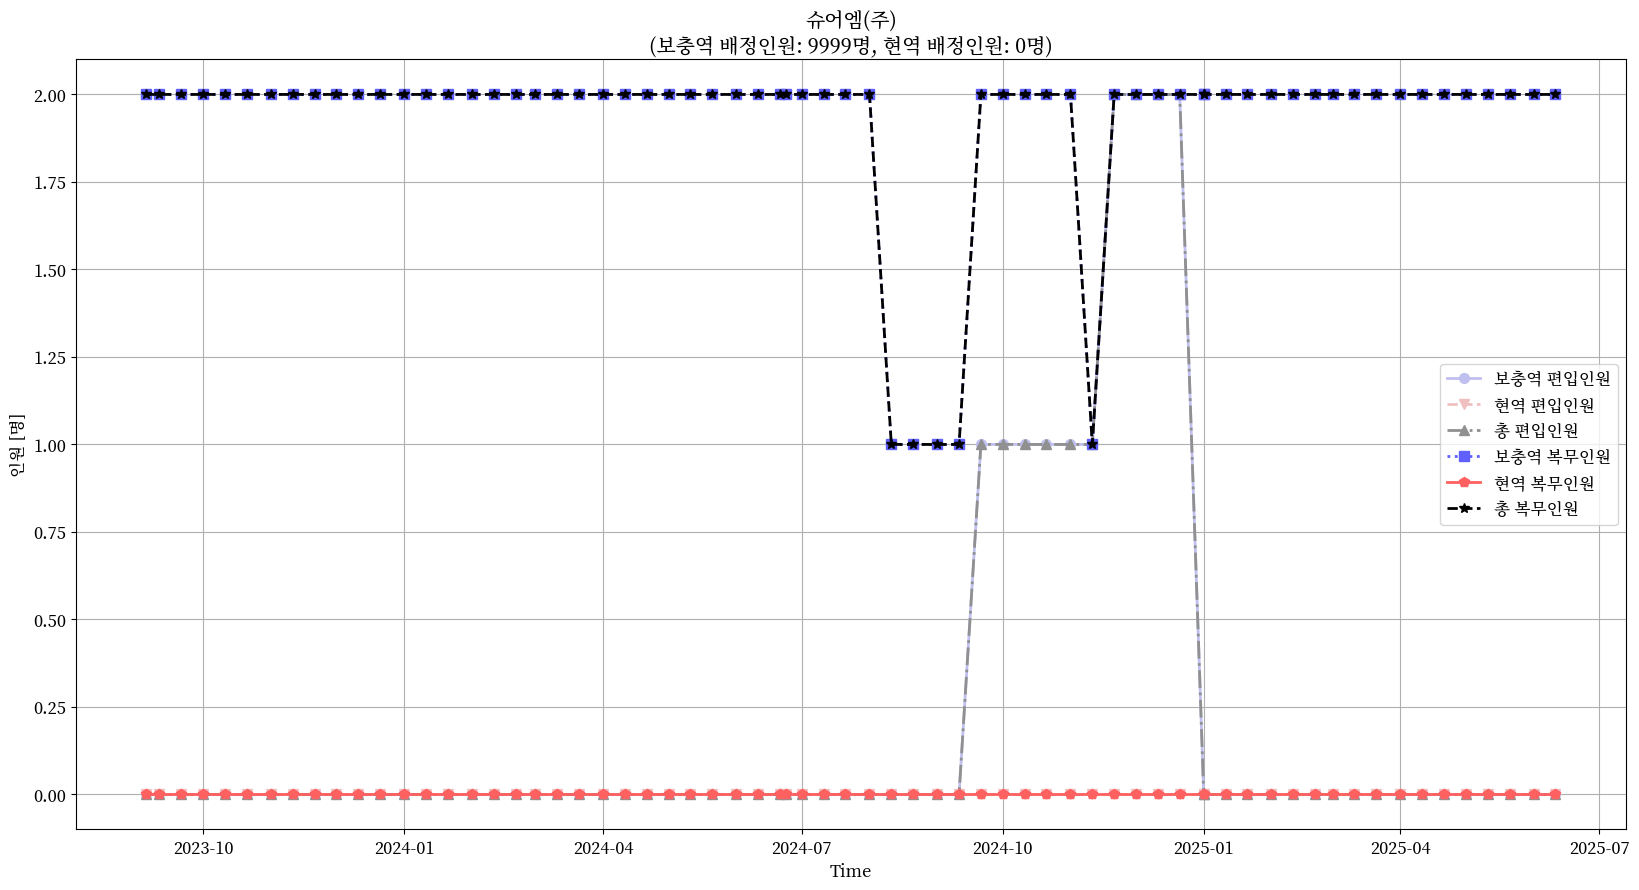 슈어엠(주)
(보충역 배정인원: 9999명, 현역 배정인원: 0명)
2.00
1.75
1.50
1.25
1.00
0.75
0.50
0.25
0.00
인원 [명]
보충역 편입인원
현역 편입인원
총 편입인원
보충역 복무인원
현역 복무인원
총 복무인원
2023-10
2024-01
2024-04
2024-07
2024-10
2025-01
2025-04
2025-07
Time